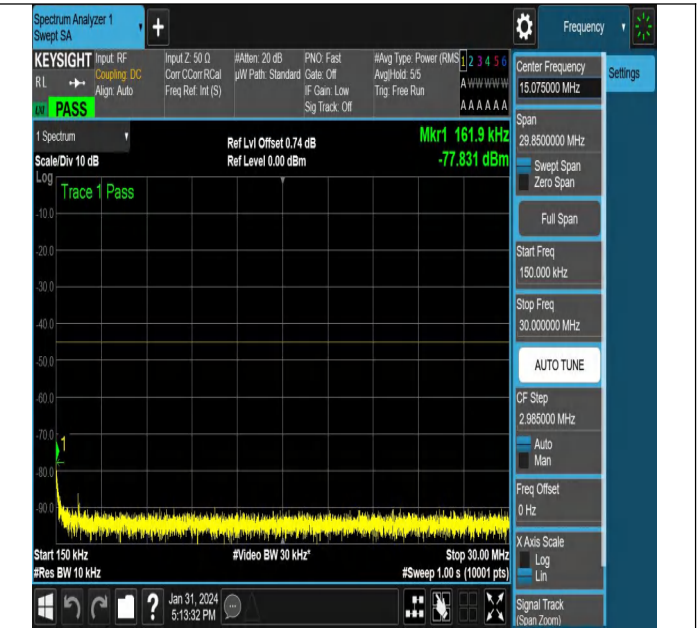 Spectrum Analyzer 1
Swept SA
Frequency
KEYSIGHT
RL
PASS
Input: RF
Coupling: DC
Align: Auto
Input Z: 50 Ω
Corr CCorr RCal
Freq Ref: Int (S)
#Atten: 20 dB
µW Path: Standard
PNO: Fast
Gate: Off
IF Gain: Low
Sig Track: Off
#Avg Type: Power (RMS
Avg|Hold: 5/5
Trig: Free Run
1 2 3 4 5 6
A W W W W W
A A A A A A
1 Spectrum
Scale/Div 10 dB
Ref Lvl Offset 0.74 dB
Ref Level 0.00 dBm
Mkr1 161.9 kHz
-77.831 dBm
Log
Trace 1 Pass
-10.0
-20.0
-30.0
-40.0
-50.0
-60.0
-70.0
1
-80.0
-90.0
Start 150 kHz
#Video BW 30 kHz*
Stop 30.00 MHz
#Res BW 10 kHz
#Sweep 1.00 s (10001 pts)
?
Jan 31, 2024
5:13:32 PM
Center Frequency
15.075000 MHz
Settings
Span
29.8500000 MHz
Swept Span
Zero Span
Full Span
Start Freq
150.000 kHz
Stop Freq
30.000000 MHz
AUTO TUNE
CF Step
2.985000 MHz
Auto
Man
Freq Offset
0 Hz
X Axis Scale
Log
Lin
Signal Track
(Span Zoom)